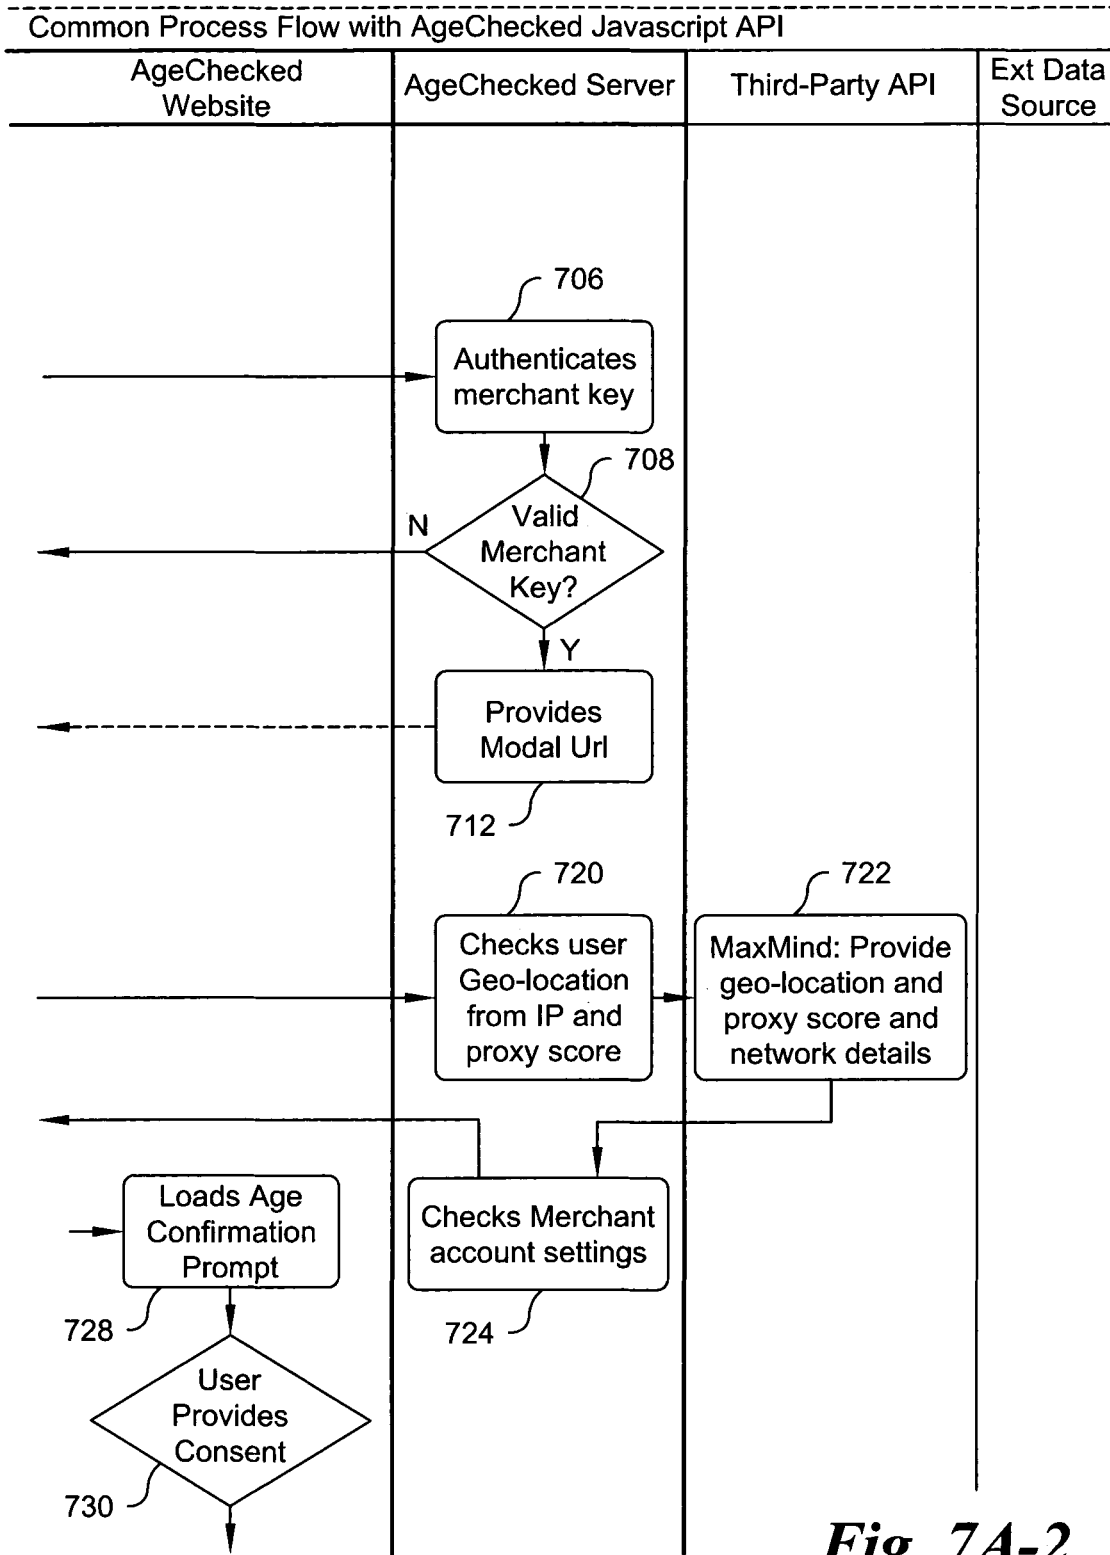 Common Process Flow with AgeChecked Javascript API
AgeChecked
Website
AgeChecked Server
Third-Party API
Ext Data
Source
706
Authenticates
merchant key
708
Valid
Merchant
Key?
N
Y
Provides
Modal Url
712
720
Checks user
Geo-location
from IP and
proxy score
722
MaxMind: Provide
geo-location and
proxy score and
network details
Loads Age
Confirmation
Prompt
728
Checks Merchant
account settings
724
User
Provides
Consent
730
Fig. 7A-2